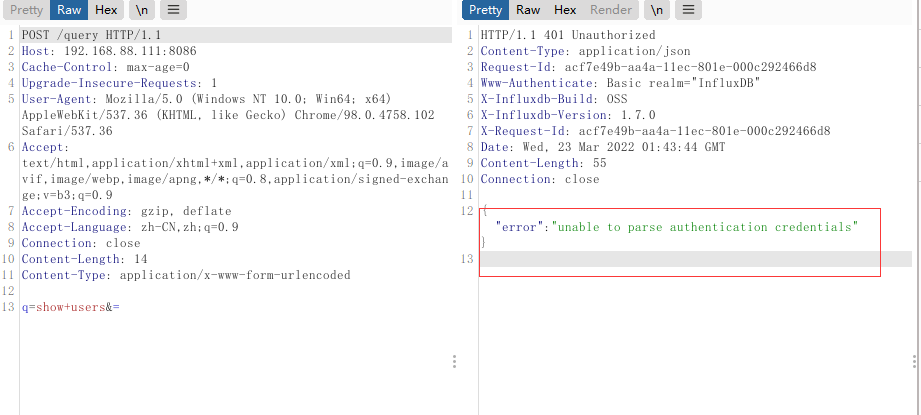 Pretty Raw Hex \n
1 POST /query HTTP/1.1
2 Host: 192.168.88.111:8086
3 Cache-Control: max-age=0
4 Upgrade-Insecure-Requests: 1
5 User-Agent: Mozilla/5.0 (Windows NT 10.0; Win64; x64)
AppleWebKit/537.36 (KHTML, like Gecko) Chrome/98.0.4758.102
Safari/537.36
6 Accept:
text/html,application/xhtml+xml,application/xml;q=0.9,image/a
vif,image/webp,image/apng,*/*;q=0.8,application/signed-exchan
ge;v=b3;q=0.9
7 Accept-Encoding: gzip, deflate
8 Accept-Language: zh-CN,zh;q=0.9
9 Connection: close
10 Content-Length: 14
11 Content-Type: application/x-www-form-urlencoded
12
13 q=show+users&=
Pretty Raw Hex Render \n
1 HTTP/1.1 401 Unauthorized
2 Content-Type: application/json
3 Request-Id: acf7e49b-aa4a-11ec-801e-000c292466d8
4 Www-Authenticate: Basic realm="InfluxDB"
5 X-Influxdb-Build: OSS
6 X-Influxdb-Version: 1.7.0
7 X-Request-Id: acf7e49b-aa4a-11ec-801e-000c292466d8
8 Date: Wed, 23 Mar 2022 01:43:44 GMT
9 Content-Length: 55
10 Connection: close
11
12 {
"error":"unable to parse authentication credentials"
}
13